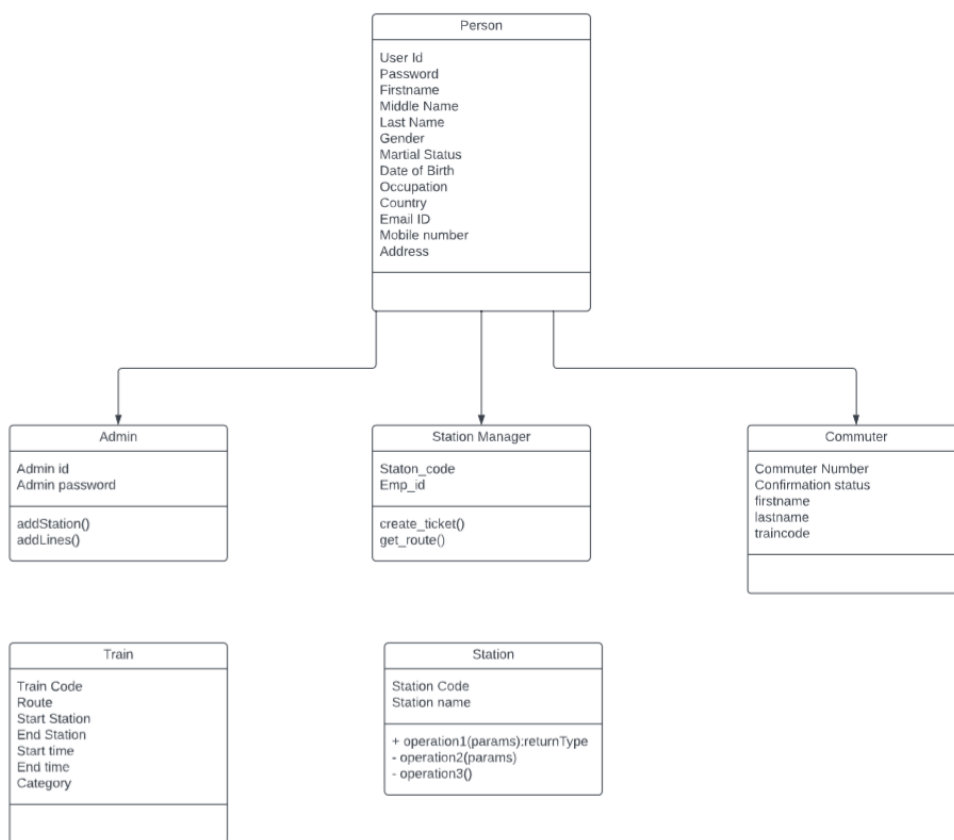 Person
User Id
Password
Firstname
Middle Name
Last Name
Gender
Martial Status
Date of Birth
Occupation
Country
Email ID
Mobile number
Address
Admin
Admin id
Admin password
addStation()
addLines()
Station Manager
Staton_code
Emp_id
create_ticket()
get_route()
Commuter
Commuter Number
Confirmation status
firstname
lastname
traincode
Train
Train Code
Route
Start Station
End Station
Start time
End time
Category
Station
Station Code
Station name
+ operation1(params):returnType
- operation2(params)
- operation3()